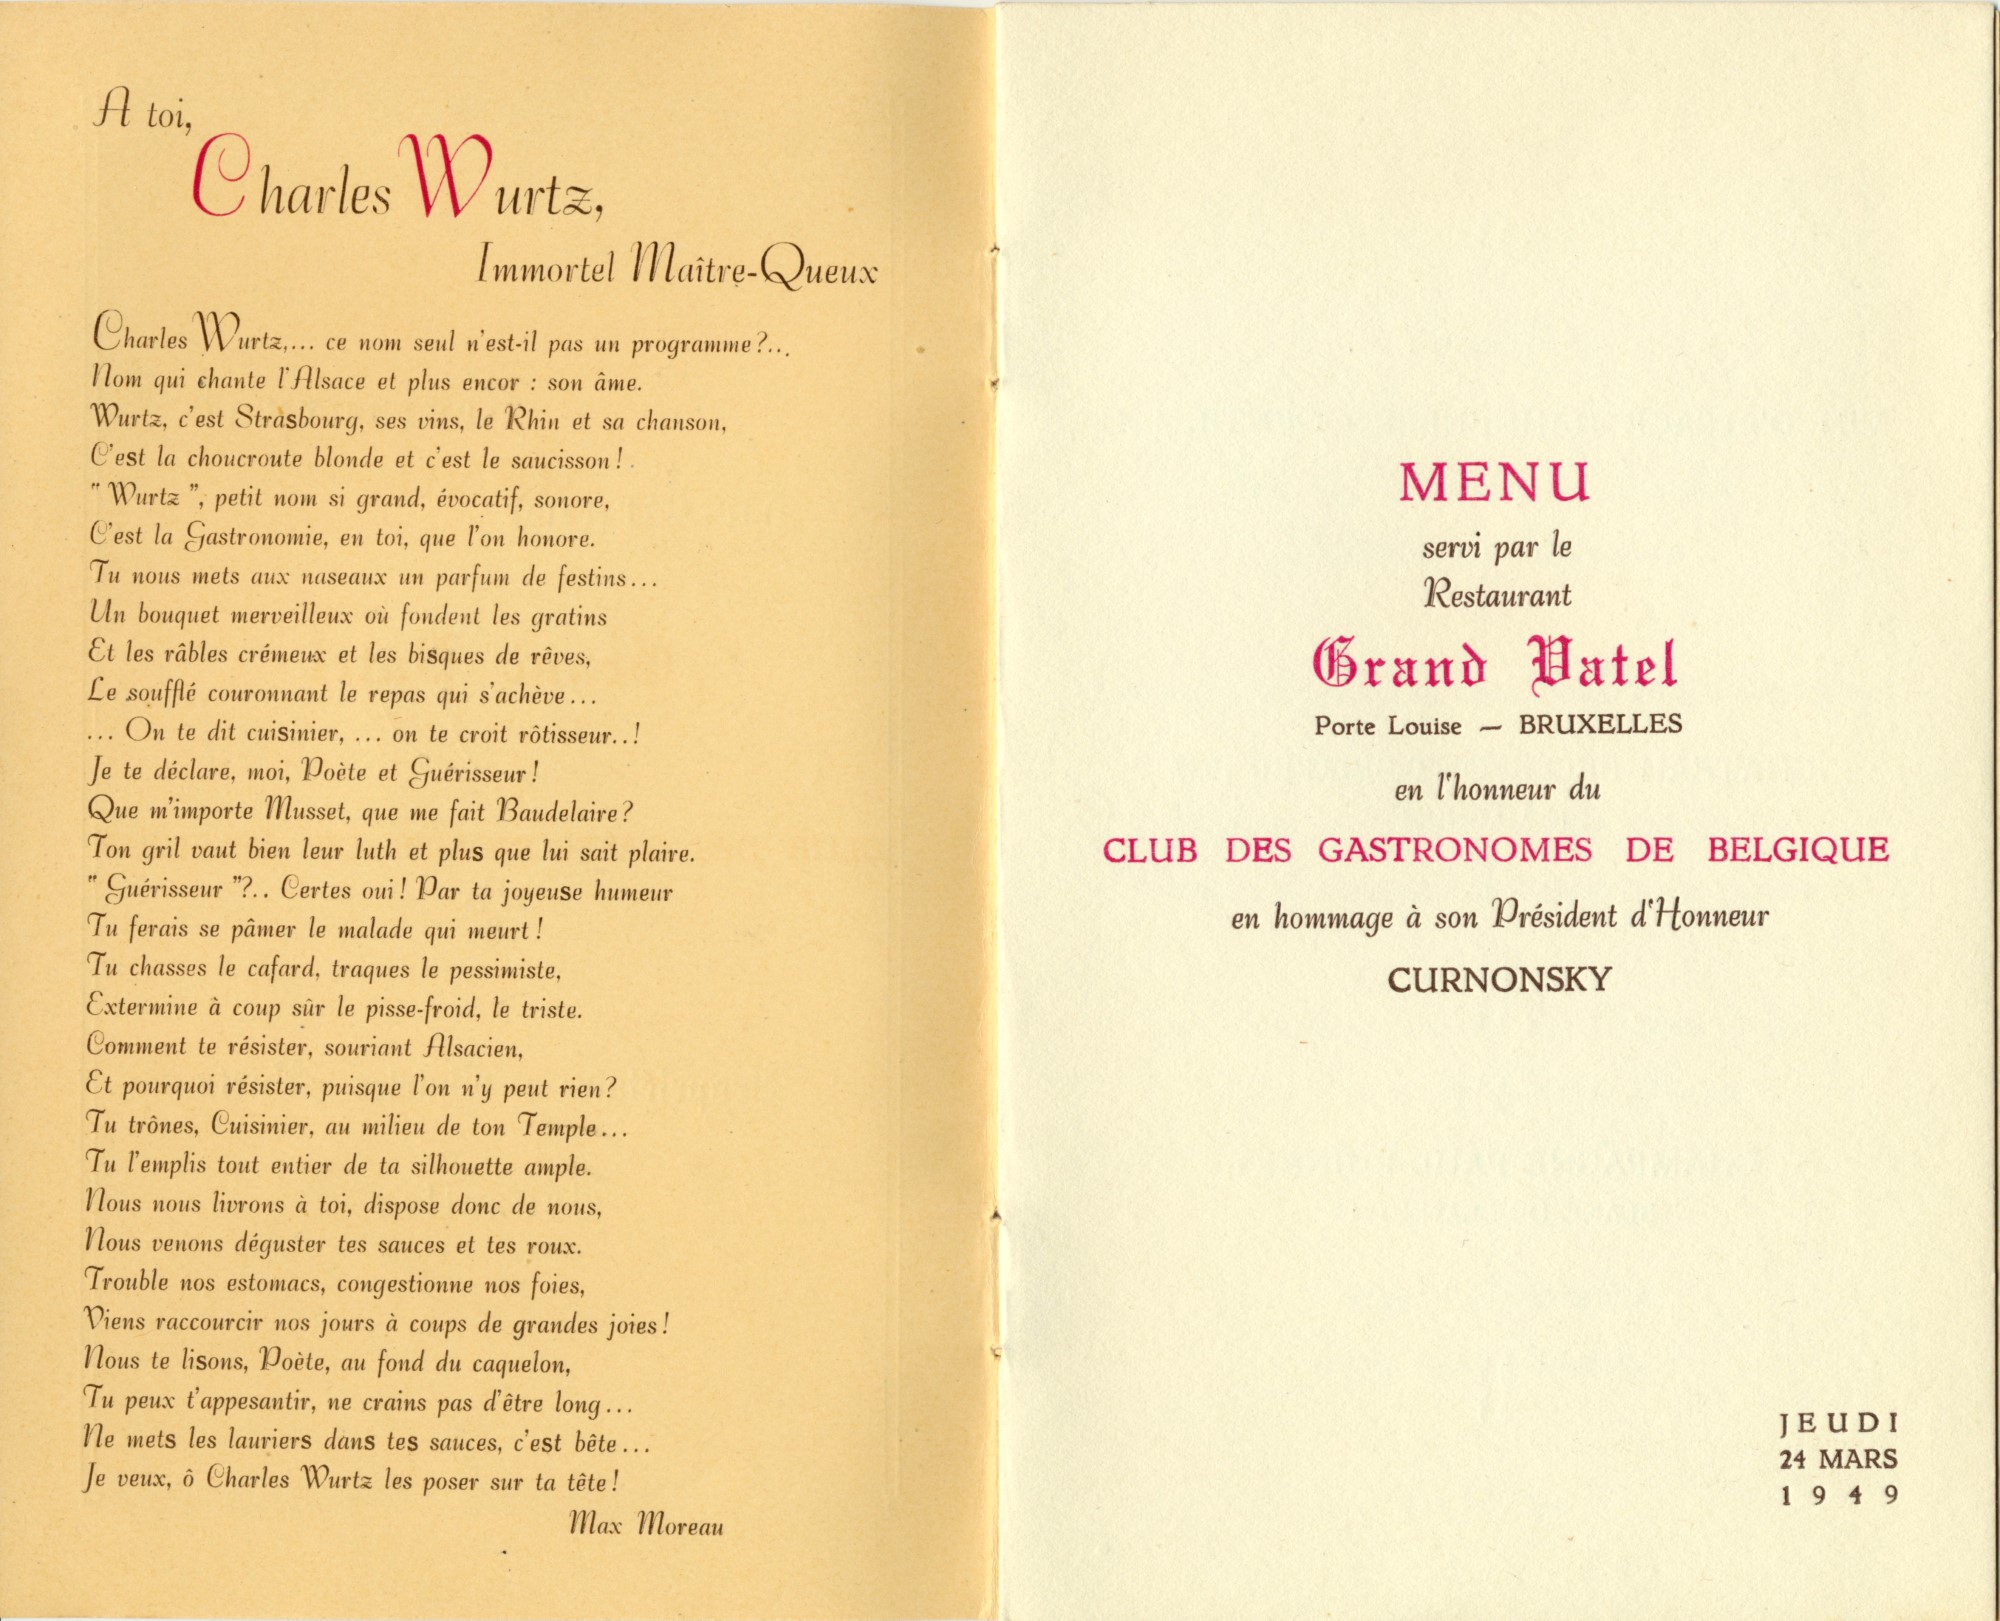 A toi,
Charles Wurtz,
Immortel Maître-Queux
Charles Wurtz,... ce nom seul n'est-il pas un programme?...
Nom qui chante l'Alsace et plus encor : son âme.
Wurtz, c'est Strasbourg, ses vins, le Rhin et sa chanson,
C'est la choucroute blonde et c'est le saucisson!
" Wurtz ", petit nom si grand, évocatif, sonore,
C'est la Gastronomie, en toi, que l'on honore.
Tu nous mets aux naseaux un parfum de festins...
Un bouquet merveilleux où fondent les gratins
Et les râbles crémeux et les bisques de rêves,
Le soufflé couronnant le repas qui s'achève...
... On te dit cuisinier, ... on te croit rôtisseur..!
Je te déclare, moi, Poète et Guérisseur!
Que m'importe Musset, que me fait Baudelaire?
Ton gril vaut bien leur luth et plus que lui sait plaire.
" Guérisseur "?.. Certes oui! Par ta joyeuse humeur
Tu ferais se pâmer le malade qui meurt!
Tu chasses le cafard, traques le pessimiste,
Extermine à coup sûr le pisse-froid, le triste.
Comment te résister, souriant Alsacien,
Et pourquoi résister, puisque l'on n'y peut rien?
Tu trônes, Cuisinier, au milieu de ton Temple...
Tu l'emplis tout entier de ta silhouette ample.
Nous nous livrons à toi, dispose donc de nous,
Nous venons déguster tes sauces et tes roux.
Trouble nos estomacs, congestionne nos foies,
Viens raccourcir nos jours à coups de grandes joies!
Nous te lisons, Poète, au fond du caquelon,
Tu peux t'appesantir, ne crains pas d'être long...
Ne mets les lauriers dans tes sauces, c'est bête...
Je veux, ô Charles Wurtz les poser sur ta tête!
Max Moreau
MENU
servi par le
Restaurant
Grand Vatel
Porte Louise — BRUXELLES
en l'honneur du
CLUB DES GASTRONOMES DE BELGIQUE
en hommage à son Président d'Honneur
CURNONSKY
JEUDI
24 MARS
1949